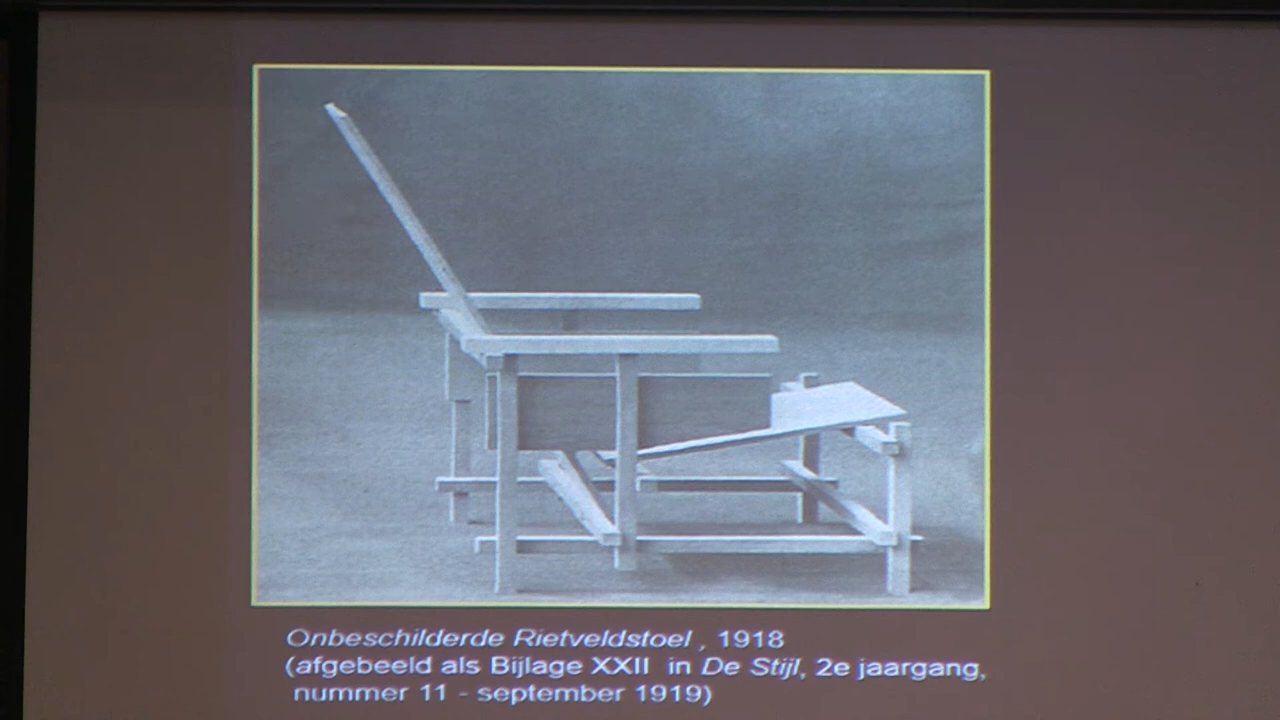 Onbeschilderde Rietveldstoel , 1918
(afgebeeld als Bijlage XXII in De Stijl, 2e jaargang,
nummer 11 - september 1919)